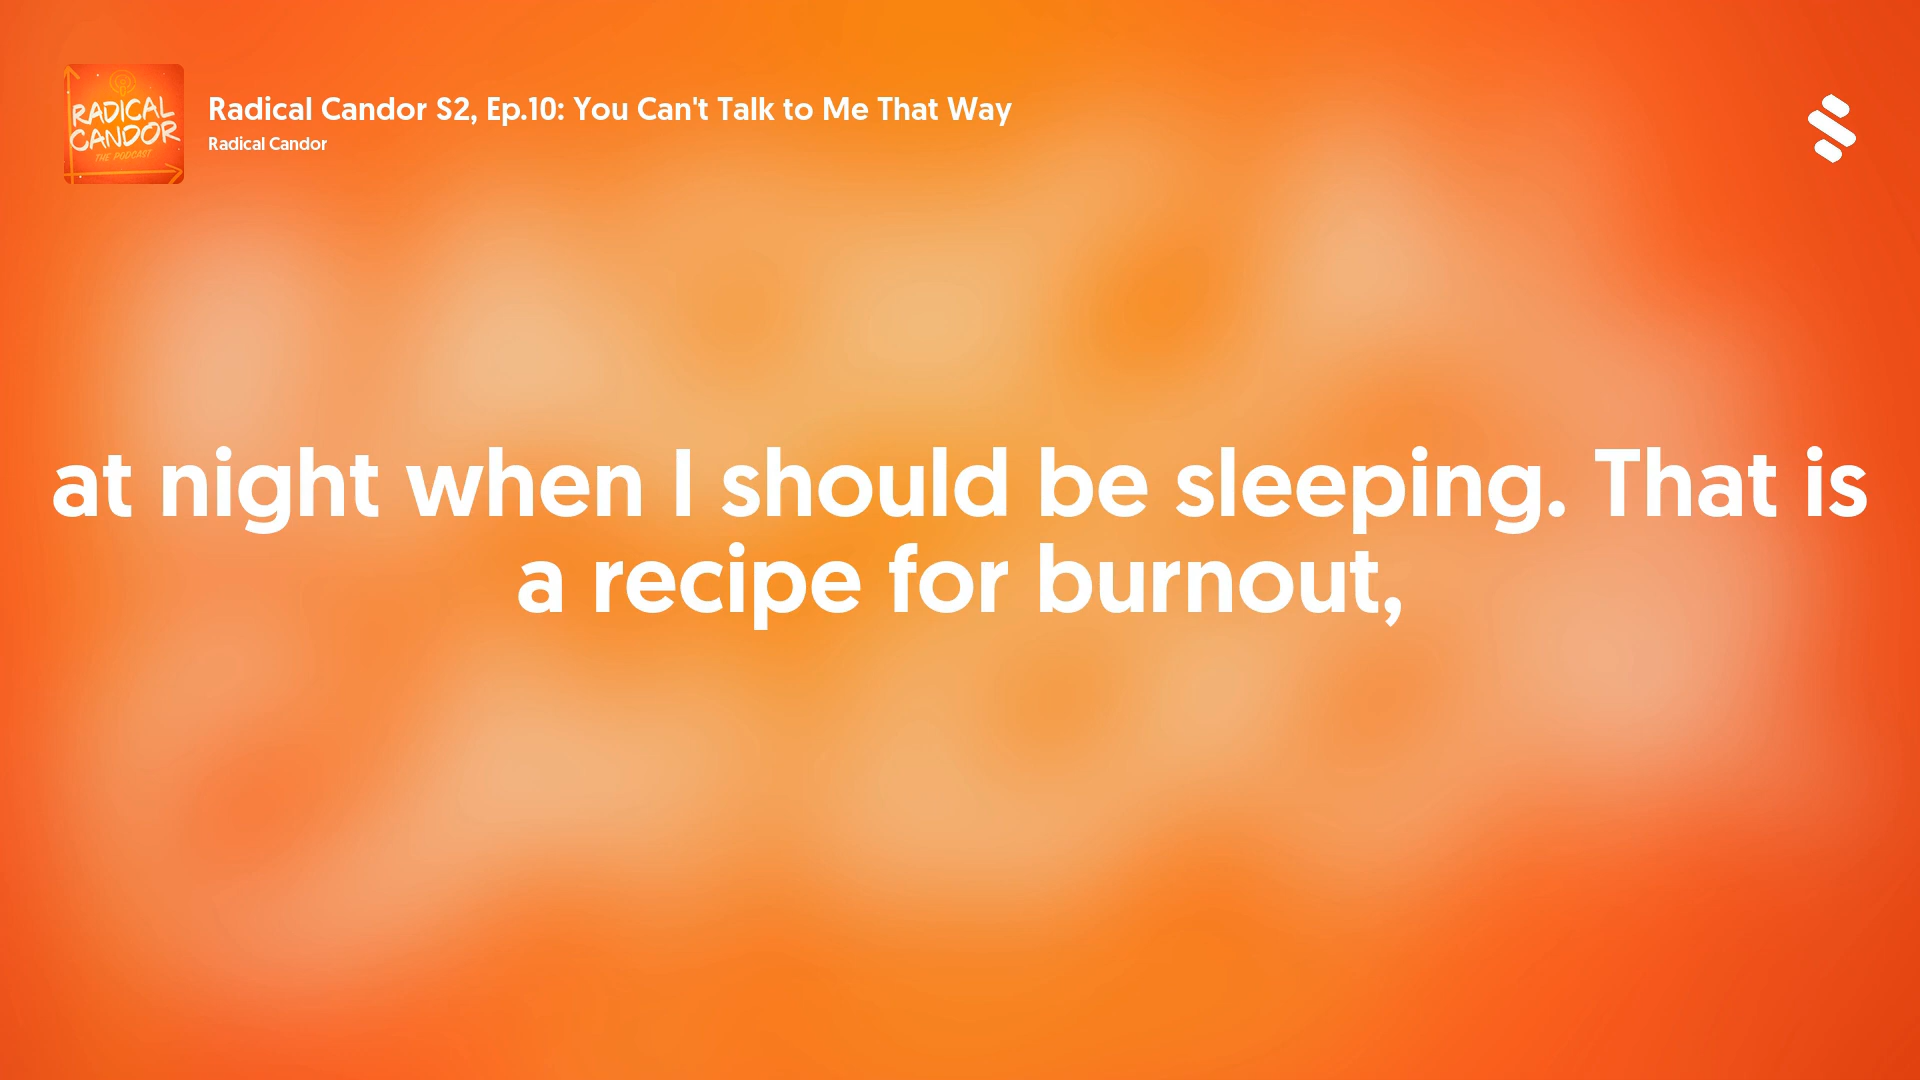 RADICAL
CANDOR
THE PODCAST
Radical Candor S2, Ep.10: You Can't Talk to Me That Way
Radical Candor
at night when I should be sleeping. That is
a recipe for burnout,